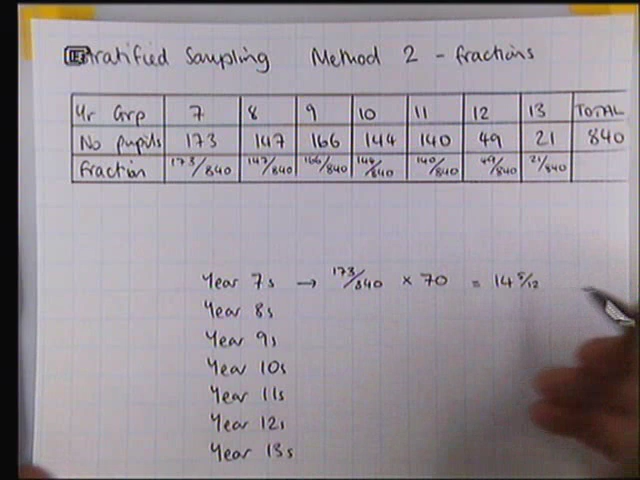 Stratified Sampling Method 2 - fractions
Yr Grp 7 8 9 10 11 12 13 TOTAL
No pupils 173 147 166 144 140 49 21 840
Fraction 173/840 147/840 166/840 144/840 140/840 49/840 21/840
Year 7s → 173/840 × 70 = 14 5/12
Year 8s
Year 9s
Year 10s
Year 11s
Year 12s
Year 13s